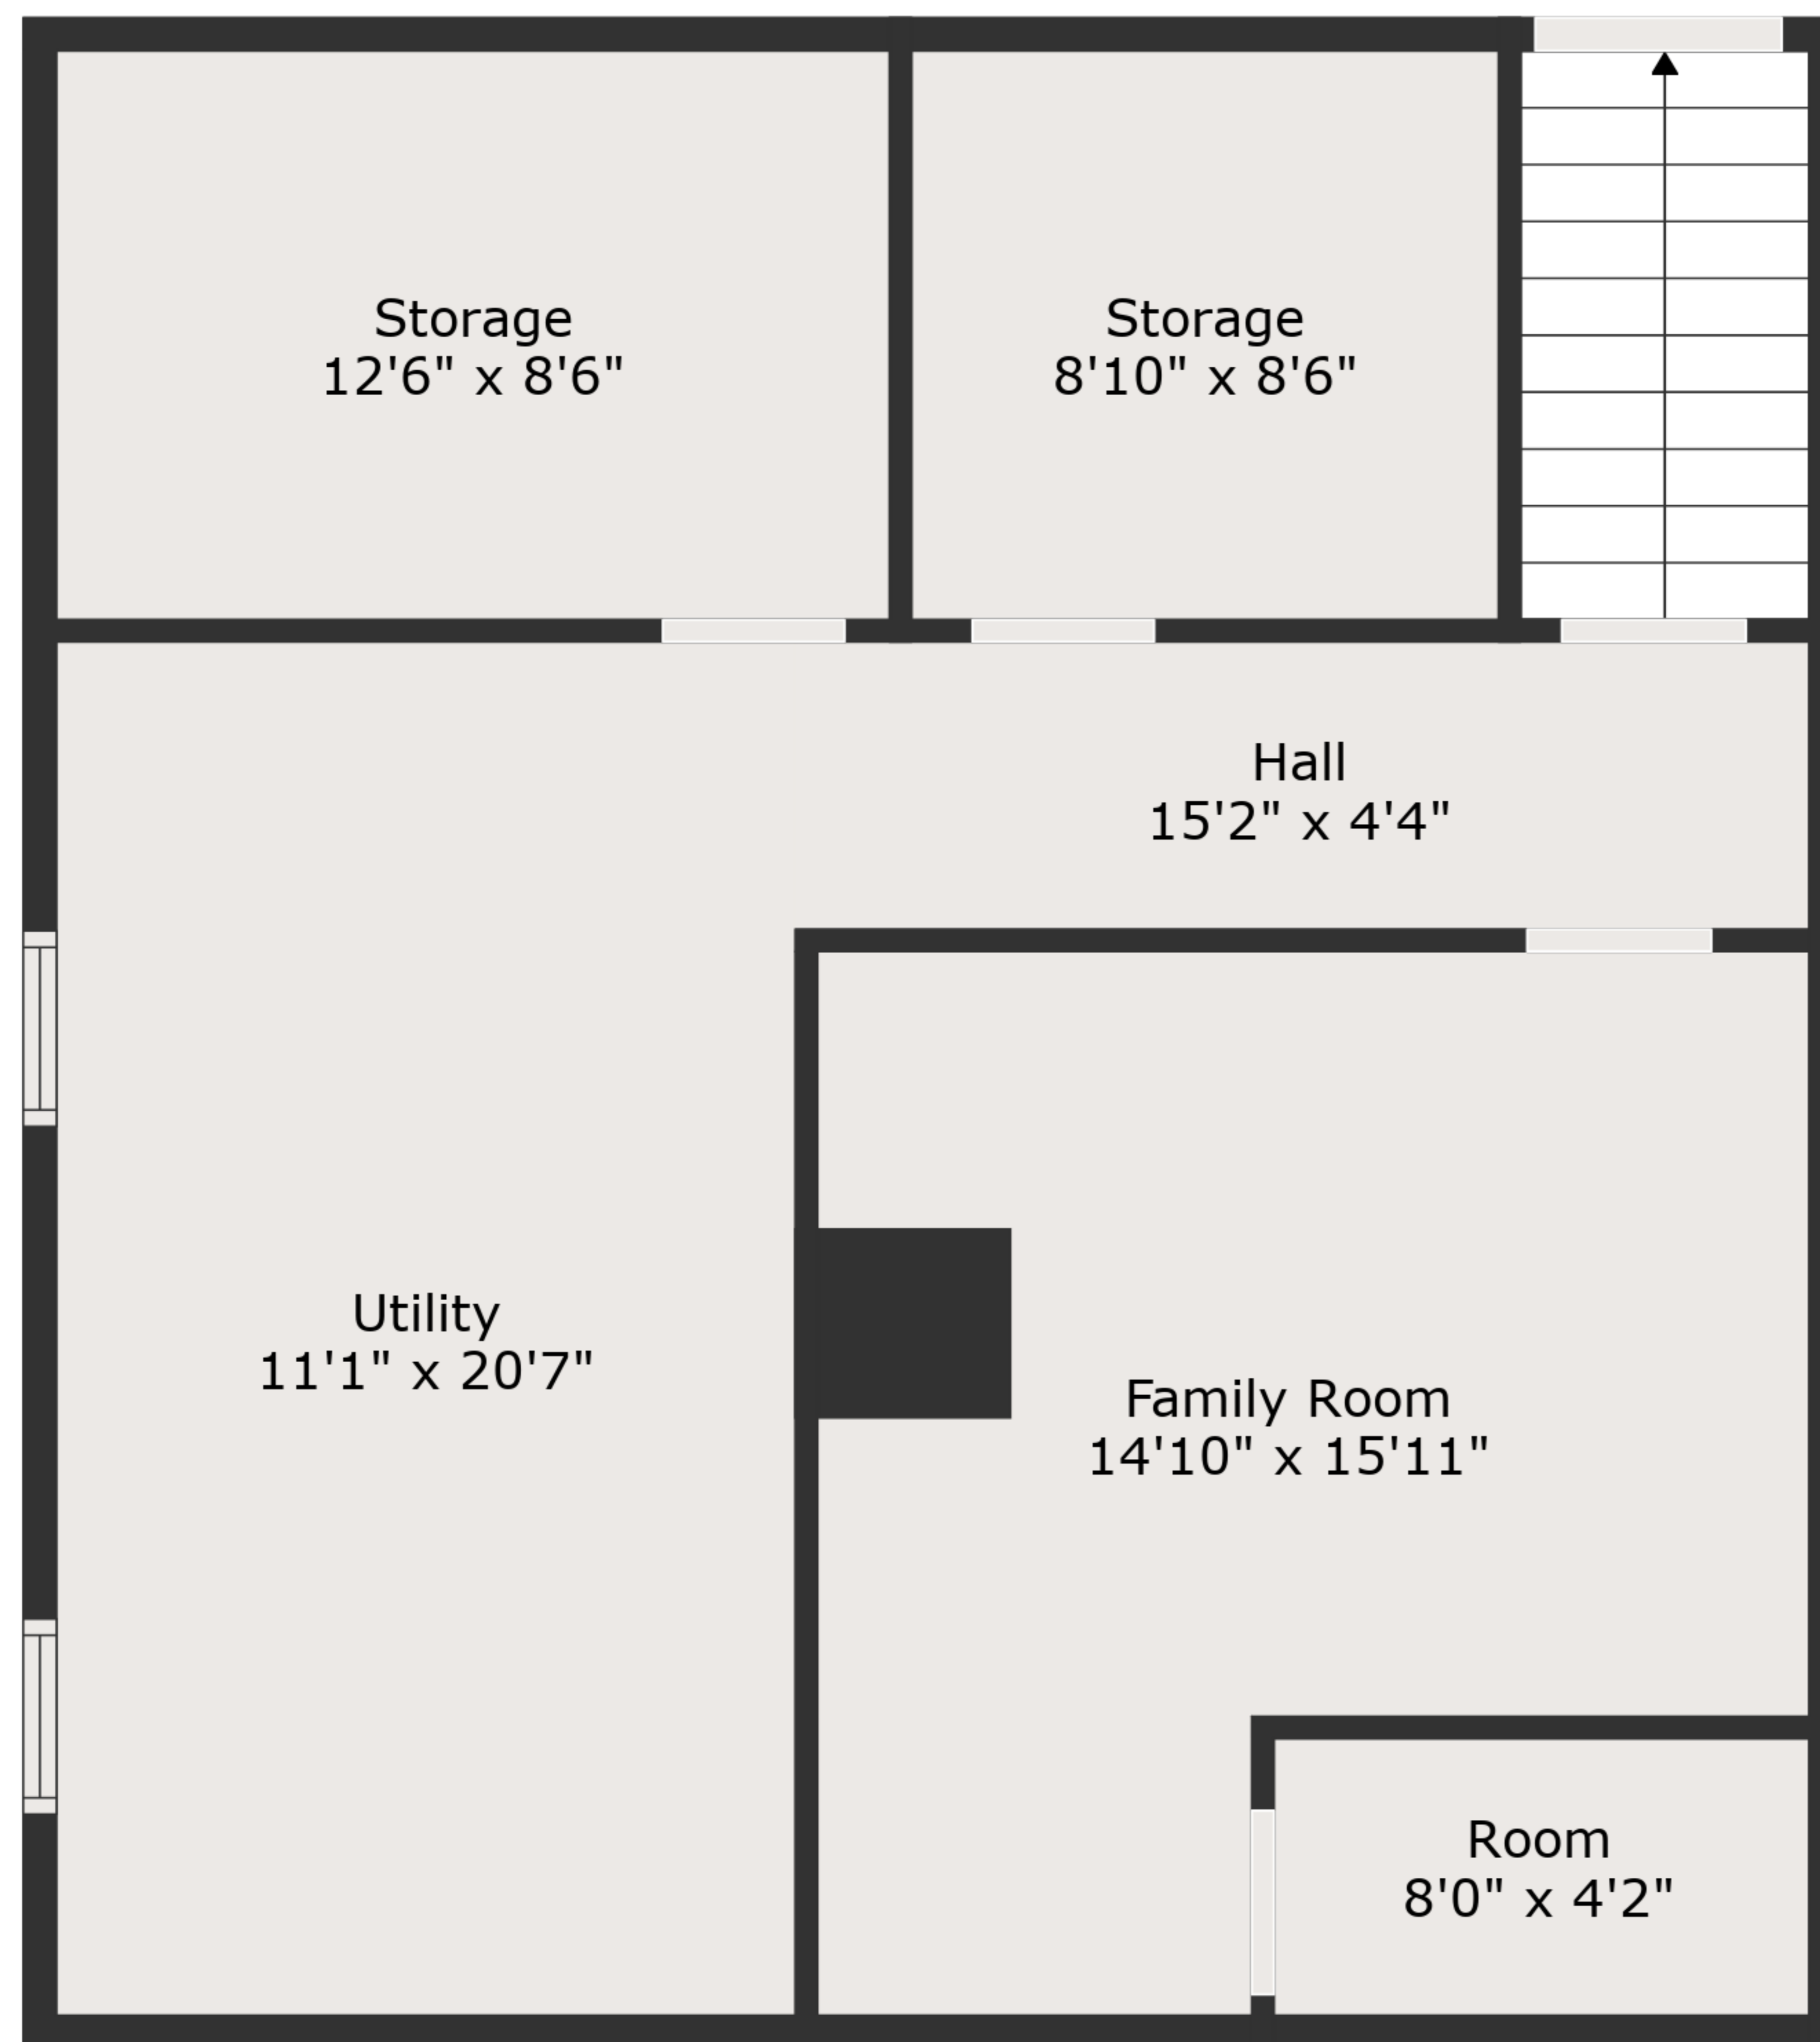 Storage
12'6" x 8'6"
Storage
8'10" x 8'6"
Hall
15'2" x 4'4"
Utility
11'1" x 20'7"
Family Room
14'10" x 15'11"
Room
8'0" x 4'2"